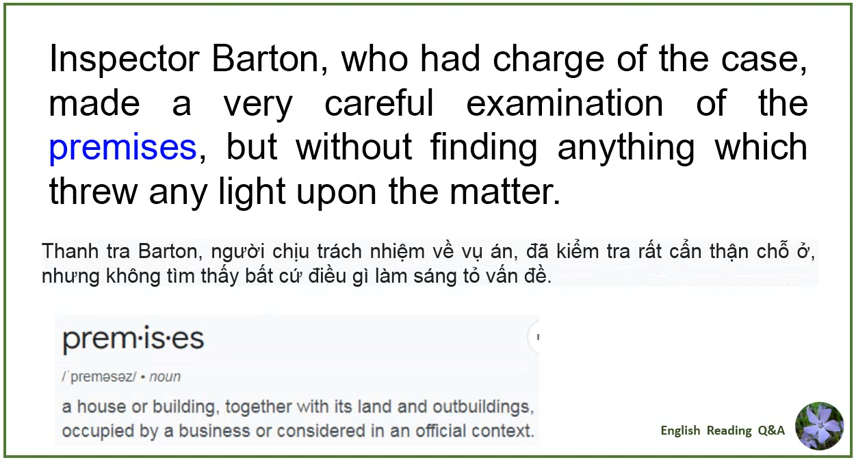 Inspector Barton, who had charge of the case,
made a very careful examination of the
premises, but without finding anything which
threw any light upon the matter.
Thanh tra Barton, người chịu trách nhiệm về vụ án, đã kiểm tra rất cẩn thận chỗ ở,
nhưng không tìm thấy bất cứ điều gì làm sáng tỏ vấn đề.
prem·is·es
/ˈpreməsəz/ • noun
a house or building, together with its land and outbuildings,
occupied by a business or considered in an official context.
English Reading Q&A